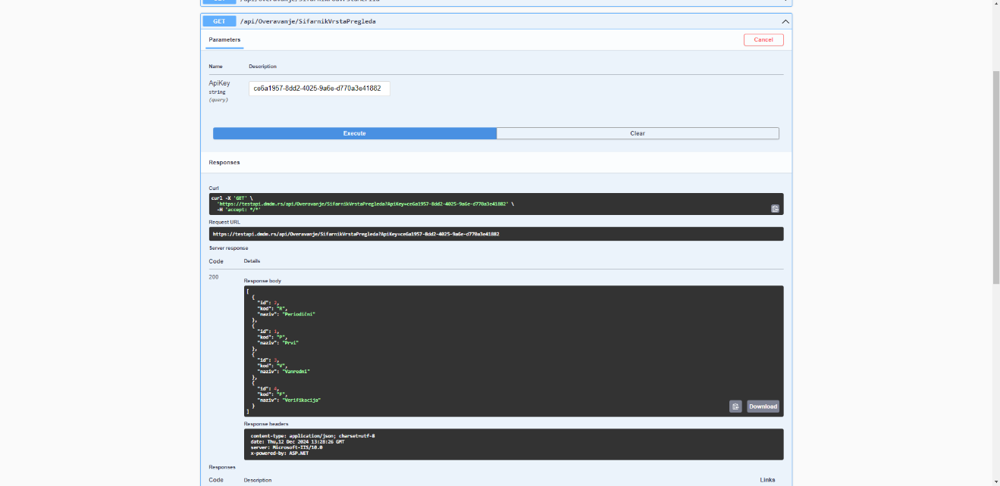 GET /api/Overavanje/SifarnikVrstaPregleda
Parameters
Cancel
Name Description
ApiKey
string
(query)
ce6a1957-8dd2-4025-9a6e-d770a3e41882
Execute Clear
Responses
Curl
curl -X 'GET' \
'https://testapi.dmdm.rs/api/Overavanje/SifarnikVrstaPregleda?ApiKey=ce6a1957-8dd2-4025-9a6e-d770a3e41882' \
-H 'accept: */*'
Request URL
https://testapi.dmdm.rs/api/Overavanje/SifarnikVrstaPregleda?ApiKey=ce6a1957-8dd2-4025-9a6e-d770a3e41882
Server response
Code Details
200
Response body
[
{
"id": 2,
"kod": "R",
"naziv": "Periodični"
},
{
"id": 1,
"kod": "P",
"naziv": "Prvi"
},
{
"id": 3,
"kod": "V",
"naziv": "Vanredni"
},
{
"id": 4,
"kod": "F",
"naziv": "Verifikacija"
}
]
Download
Response headers
content-type: application/json; charset=utf-8
date: Thu,12 Dec 2024 13:28:26 GMT
server: Microsoft-IIS/10.0
x-powered-by: ASP.NET
Responses
Code Description Links